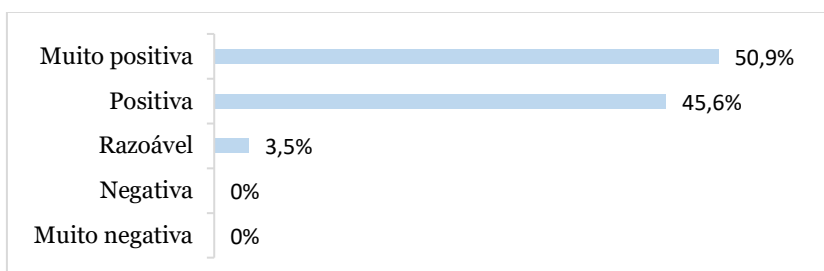 Muito positiva 50,9%
Positiva 45,6%
Razoável 3,5%
Negativa 0%
Muito negativa 0%